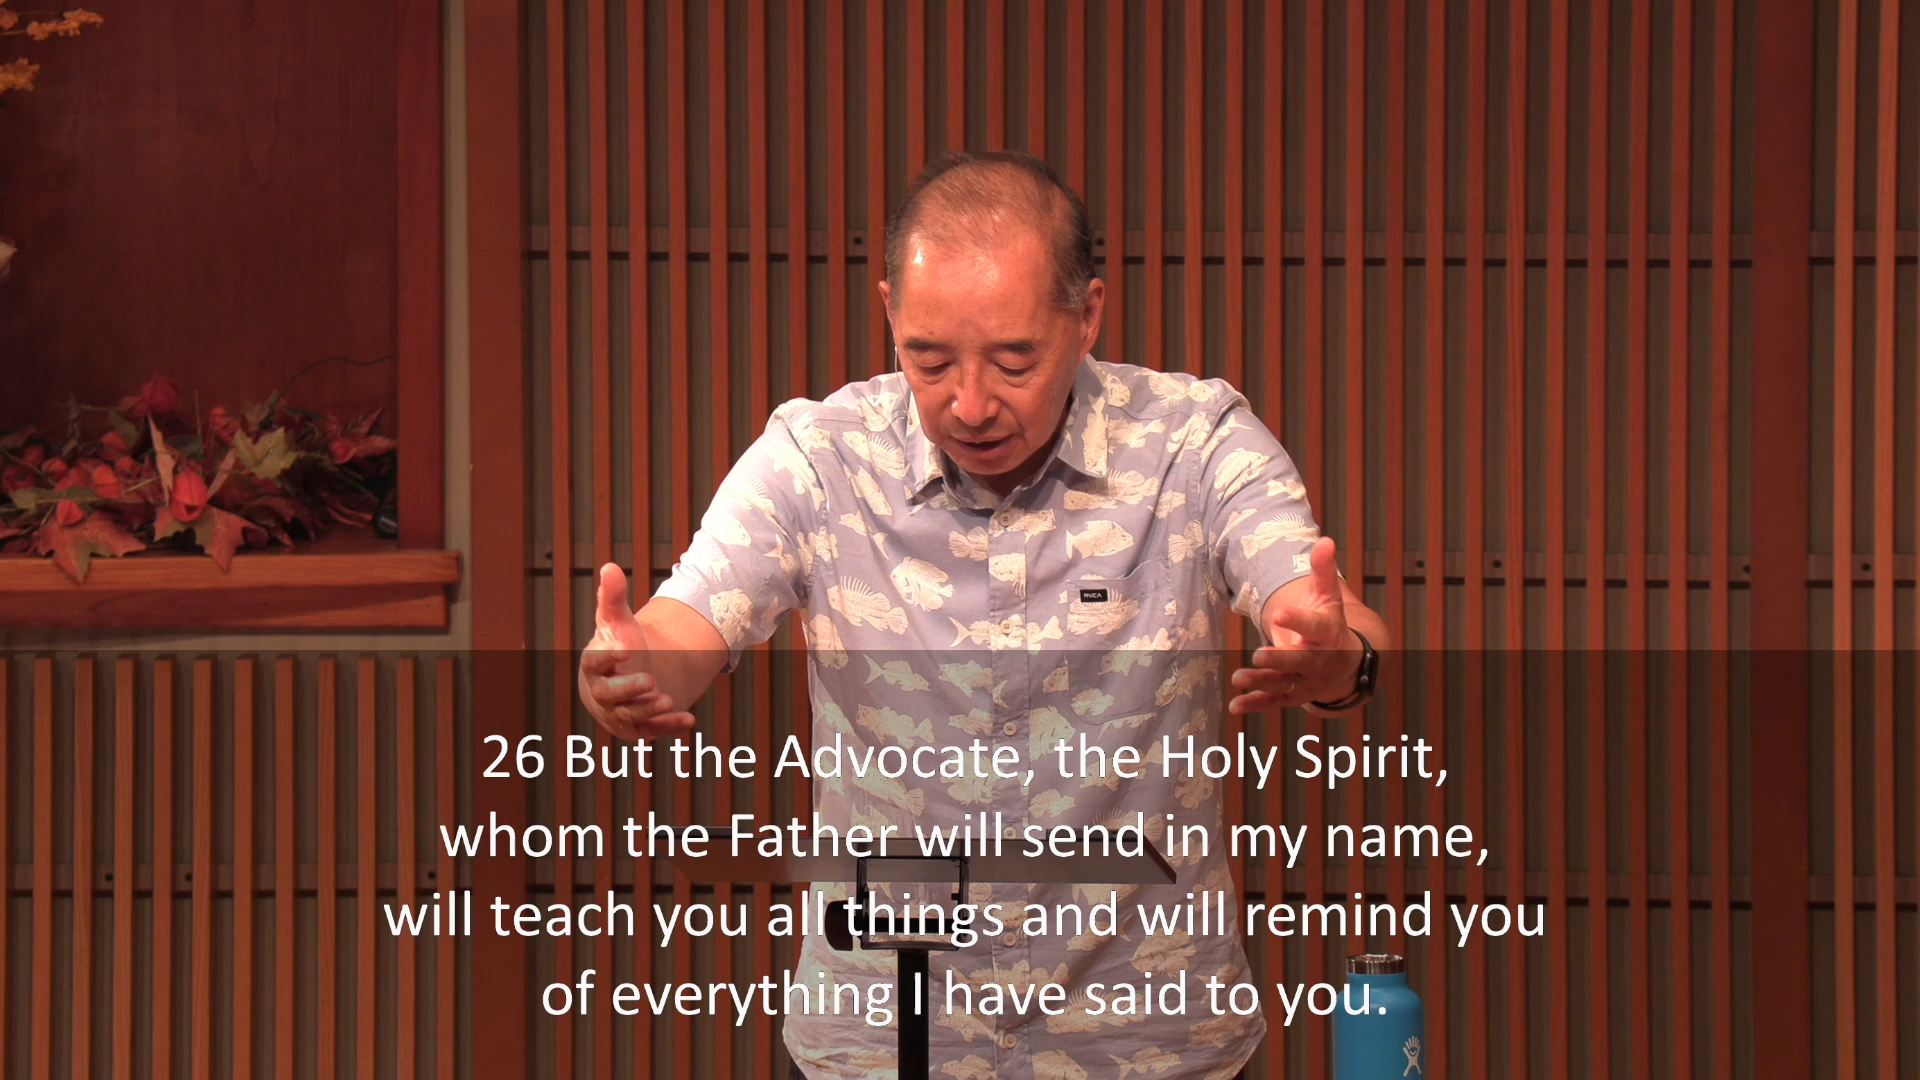 RVCA
26 But the Advocate, the Holy Spirit,
whom the Father will send in my name,
will teach you all things and will remind you
of everything I have said to you.